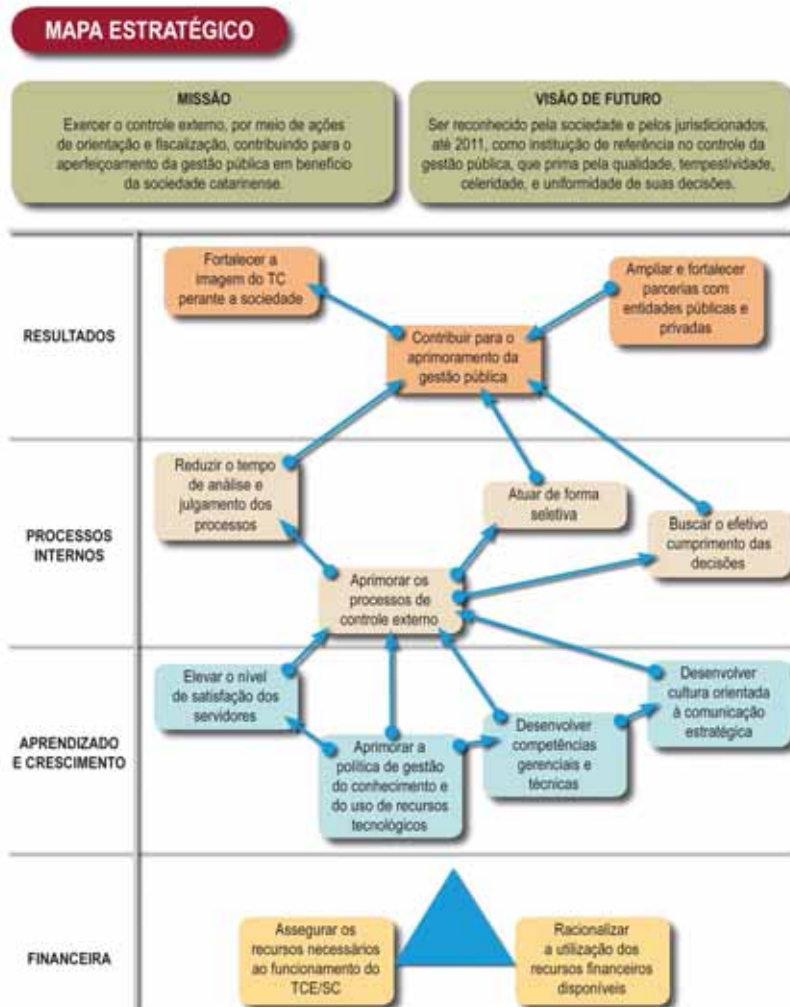 MAPA ESTRATÉGICO
MISSÃO
Exercer o controle externo, por meio de ações
de orientação e fiscalização, contribuindo para o
aperfeiçoamento da gestão pública em benefício
da sociedade catarinense.
VISÃO DE FUTURO
Ser reconhecido pela sociedade e pelos jurisdicionados,
até 2011, como instituição de referência no controle da
gestão pública, que prima pela qualidade, tempestividade,
celeridade, e uniformidade de suas decisões.
RESULTADOS
Fortalecer a
imagem do TC
perante a sociedade
Ampliar e fortalecer
parcerias com
entidades públicas e
privadas
Contribuir para o
aprimoramento da
gestão pública
PROCESSOS
INTERNOS
Reduzir o tempo
de análise e
julgamento dos
processos
Atuar de forma
seletiva
Buscar o efetivo
cumprimento das
decisões
Aprimorar os
processos de
controle externo
APRENDIZADO
E CRESCIMENTO
Elevar o nível
de satisfação dos
servidores
Aprimorar a
política de gestão
do conhecimento e
do uso de recursos
tecnológicos
Desenvolver
competências
gerenciais e
técnicas
Desenvolver
cultura orientada
à comunicação
estratégica
FINANCEIRA
Assegurar os
recursos necessários
ao funcionamento do
TCE/SC
Racionalizar
a utilização dos
recursos financeiros
disponíveis